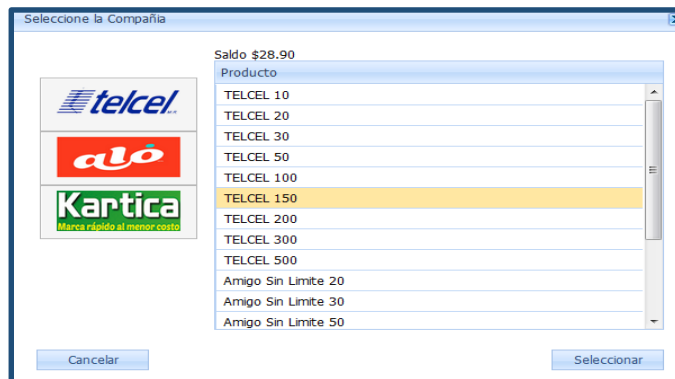 Seleccione la Compañia
Saldo $28.90
Producto
telcel
aló
Kartica
Marca rápido al menor costo
TELCEL 10
TELCEL 20
TELCEL 30
TELCEL 50
TELCEL 100
TELCEL 150
TELCEL 200
TELCEL 300
TELCEL 500
Amigo Sin Limite 20
Amigo Sin Limite 30
Amigo Sin Limite 50
Cancelar
Seleccionar